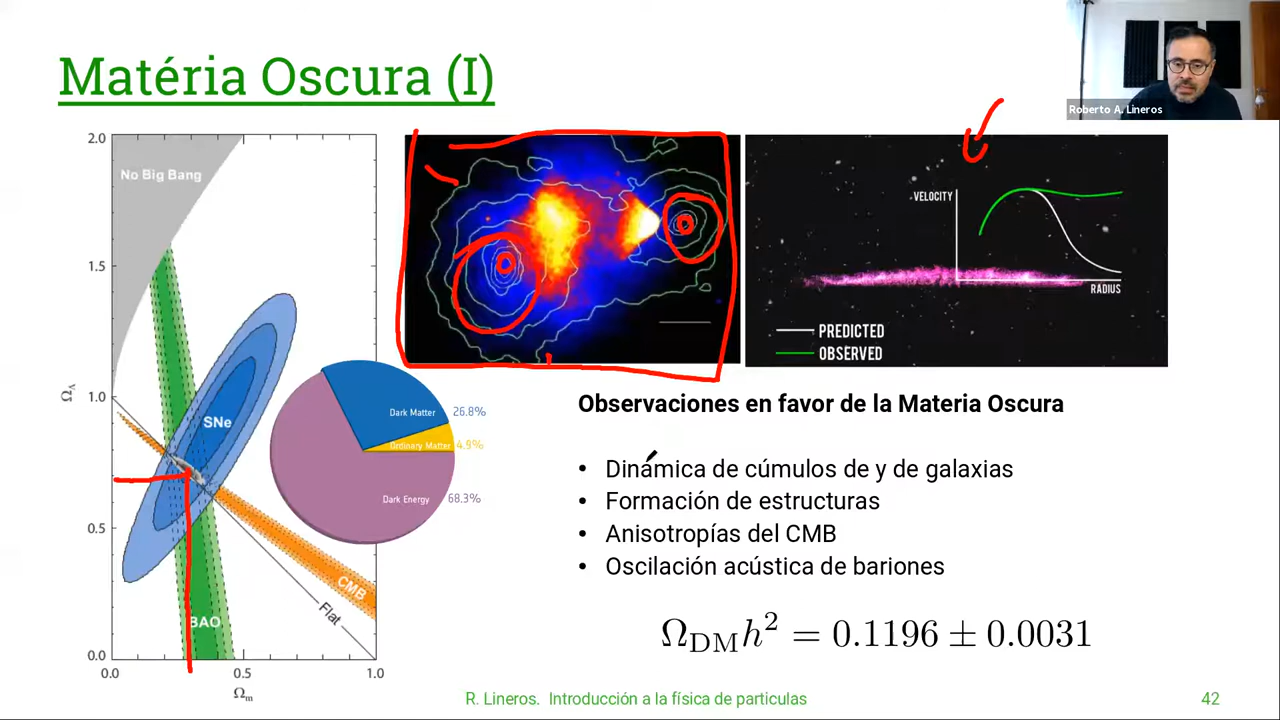 Matéria Oscura (I)
Roberto A. Lineros
2.0
No Big Bang
1.5
1.0
0.5
0.0
Ω_Λ
SNe
BAO
CMB
Flat
0.0
0.5
1.0
Ω_m
Dark Matter
26.8%
Ordinary Matter
4.9%
Dark Energy
68.3%
VELOCITY
RADIUS
PREDICTED
OBSERVED
Observaciones en favor de la Materia Oscura
• Dinámica de cúmulos de y de galaxias
• Formación de estructuras
• Anisotropías del CMB
• Oscilación acústica de bariones
Ω_DM h² = 0.1196 ± 0.0031
R. Lineros. Introducción a la física de particulas
42